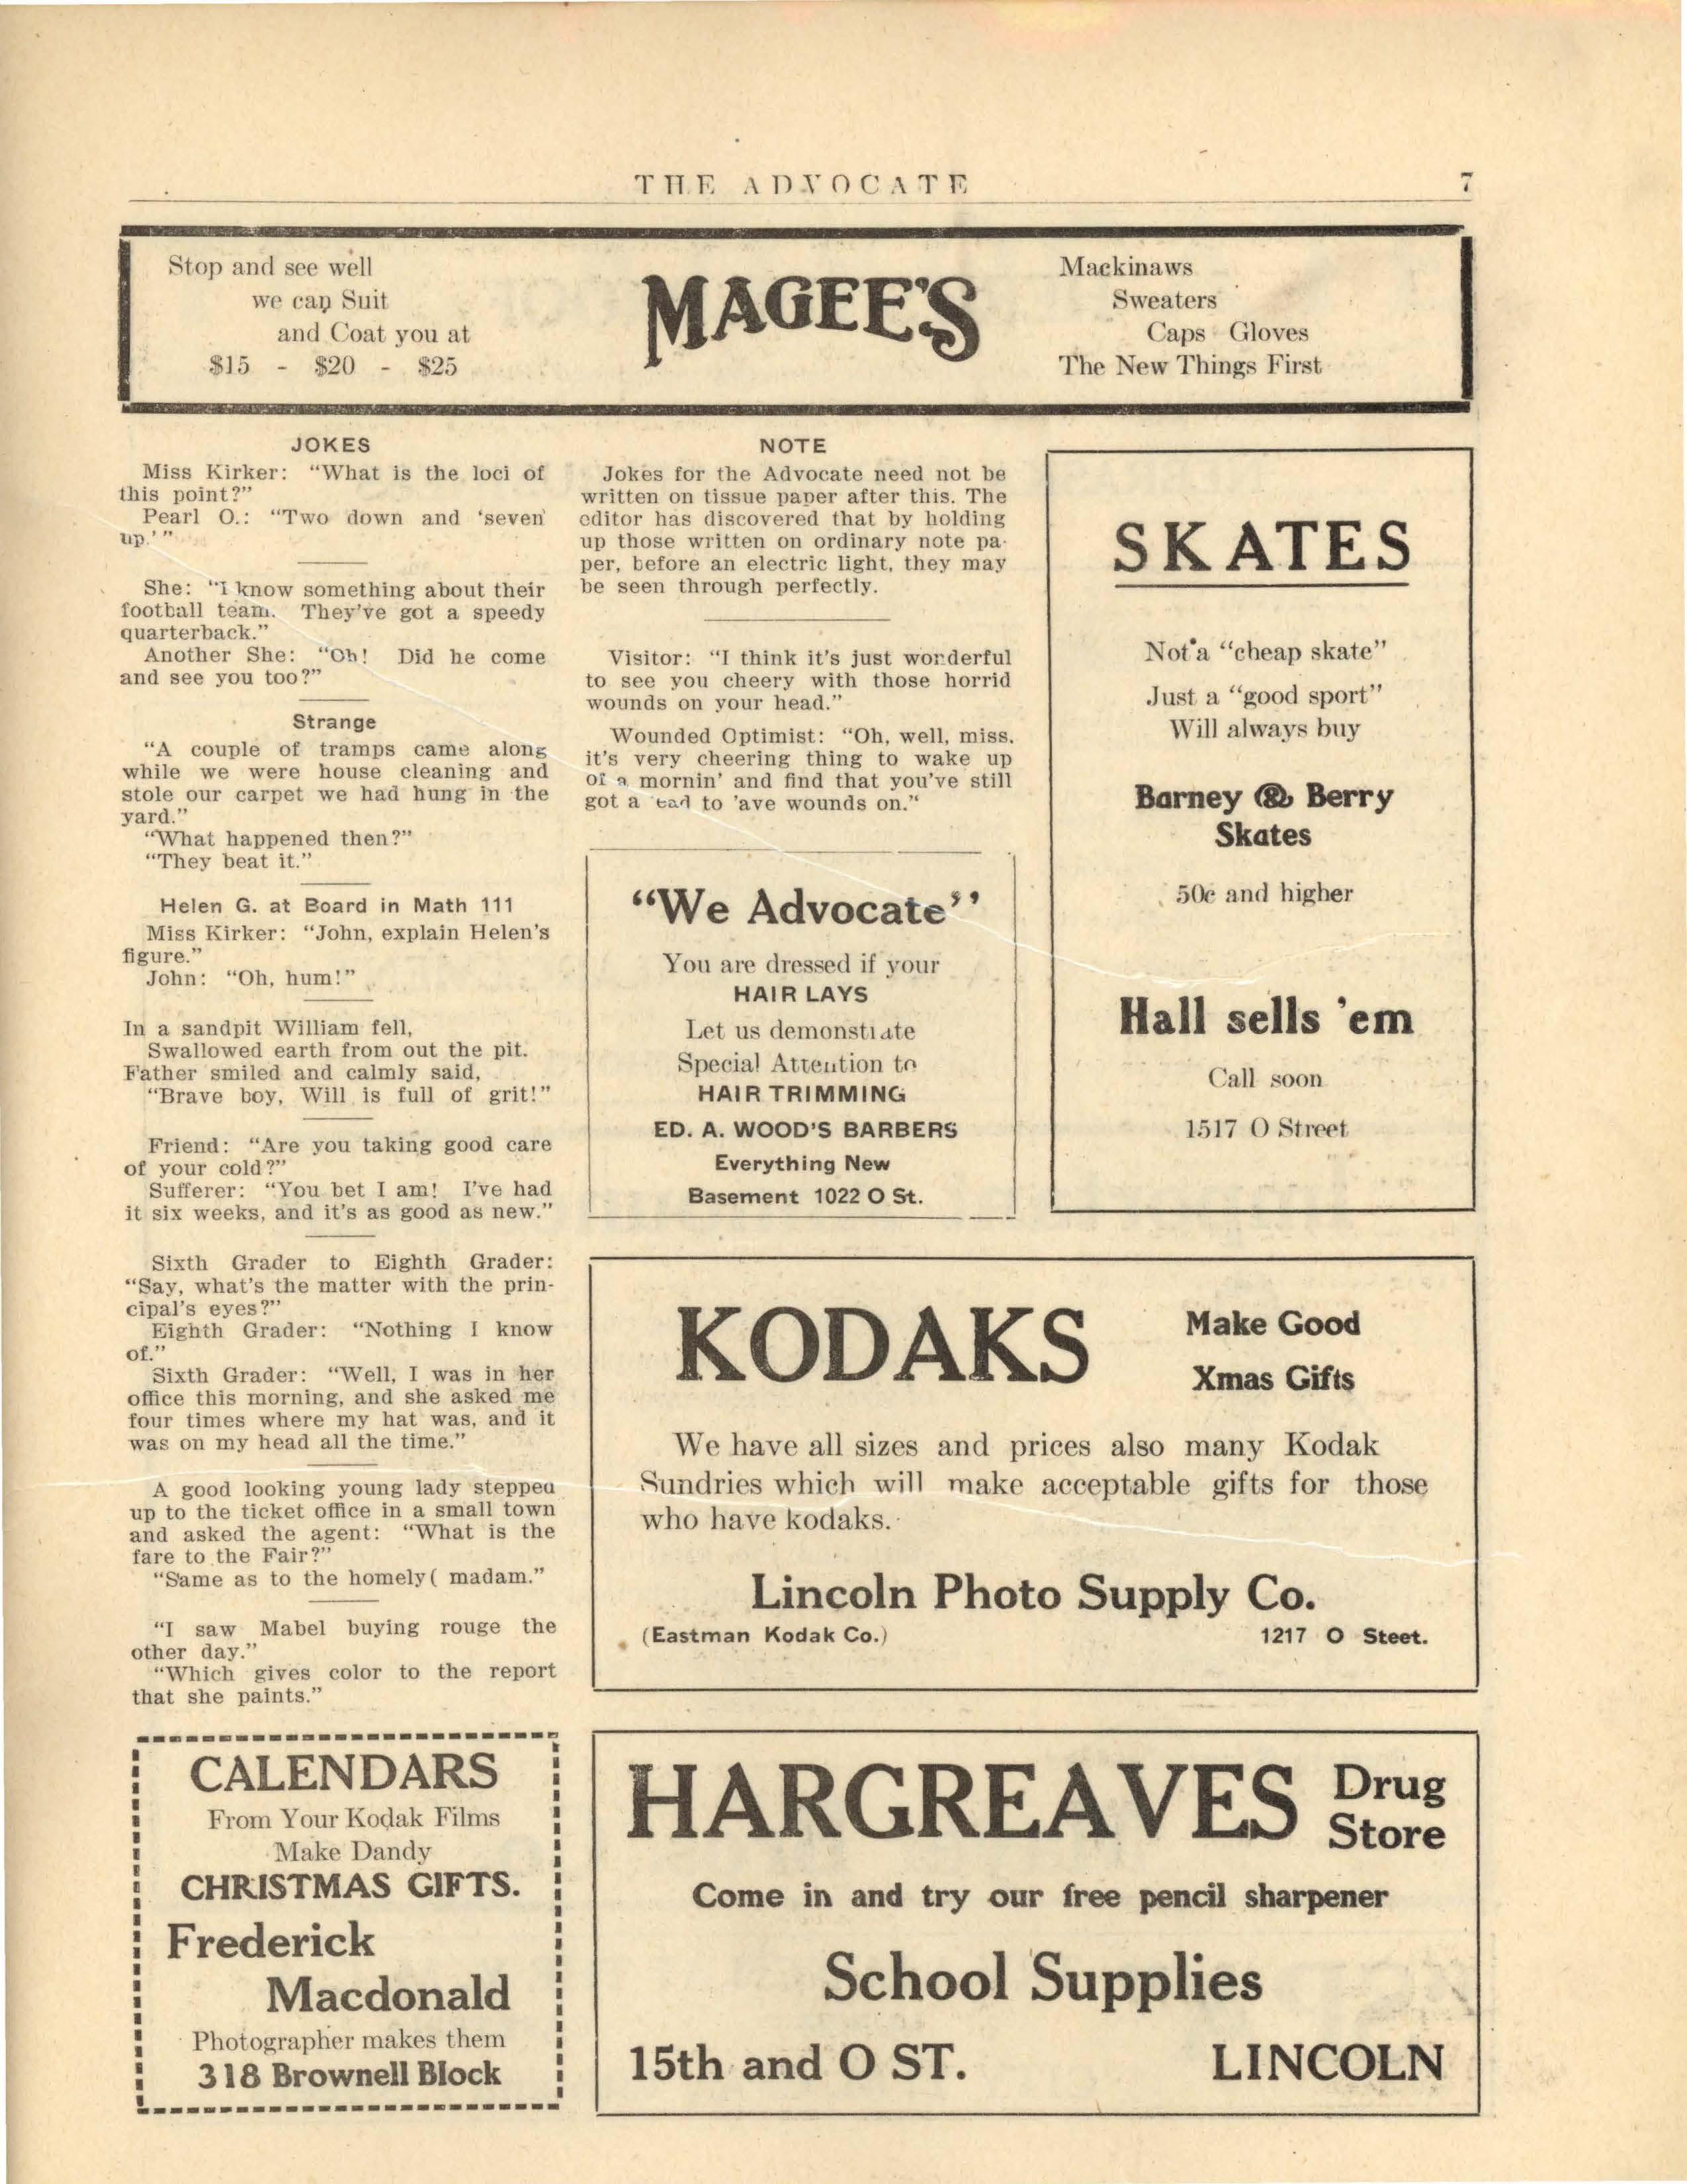 THE ADVOCATE
7
Stop and see well
we can Suit
and Coat you at
$15 - $20 - $25
MAGEE'S
Mackinaws
Sweaters
Caps Gloves
The New Things First
JOKES
Miss Kirker: "What is the loci of
this point?"
Pearl O.: "Two down and 'seven
up.'"
She: "I know something about their
football team. They've got a speedy
quarterback."
Another She: "Oh! Did he come
and see you too?"
Strange
"A couple of tramps came along
while we were house cleaning and
stole our carpet we had hung in the
yard."
"What happened then?"
"They beat it."
Helen G. at Board in Math 111
Miss Kirker: "John, explain Helen's
figure."
John: "Oh, hum!"
In a sandpit William fell,
Swallowed earth from out the pit.
Father smiled and calmly said,
"Brave boy, Will is full of grit!"
Friend: "Are you taking good care
of your cold?"
Sufferer: "You bet I am! I've had
it six weeks, and it's as good as new."
Sixth Grader to Eighth Grader:
"Say, what's the matter with the prin-
cipal's eyes?"
Eighth Grader: "Nothing I know
of."
Sixth Grader: "Well, I was in her
office this morning, and she asked me
four times where my hat was, and it
was on my head all the time."
A good looking young lady stepped
up to the ticket office in a small town
and asked the agent: "What is the
fare to the Fair?"
"Same as to the homely( madam."
"I saw Mabel buying rouge the
other day."
"Which gives color to the report
that she paints."
NOTE
Jokes for the Advocate need not be
written on tissue paper after this. The
editor has discovered that by holding
up those written on ordinary note pa-
per, before an electric light, they may
be seen through perfectly.
Visitor: "I think it's just wonderful
to see you cheery with those horrid
wounds on your head."
Wounded Optimist: "Oh, well, miss.
it's very cheering thing to wake up
of a mornin' and find that you've still
got a 'ead to 'ave wounds on."
"We Advocate"
You are dressed if your
HAIR LAYS
Let us demonstrate
Special Attention to
HAIR TRIMMING
ED. A. WOOD'S BARBERS
Everything New
Basement 1022 O St.
SKATES
Not a "cheap skate"
Just a "good sport"
Will always buy
Barney & Berry
Skates
50c and higher
Hall sells 'em
Call soon
1517 O Street
KODAKS
Make Good
Xmas Gifts
We have all sizes and prices also many Kodak
Sundries which will make acceptable gifts for those
who have kodaks.
Lincoln Photo Supply Co.
(Eastman Kodak Co.) 1217 O Steet.
CALENDARS
From Your Kodak Films
Make Dandy
CHRISTMAS GIFTS.
Frederick
Macdonald
Photographer makes them
318 Brownell Block
HARGREAVES Drug
Store
Come in and try our free pencil sharpener
School Supplies
15th and O ST. LINCOLN